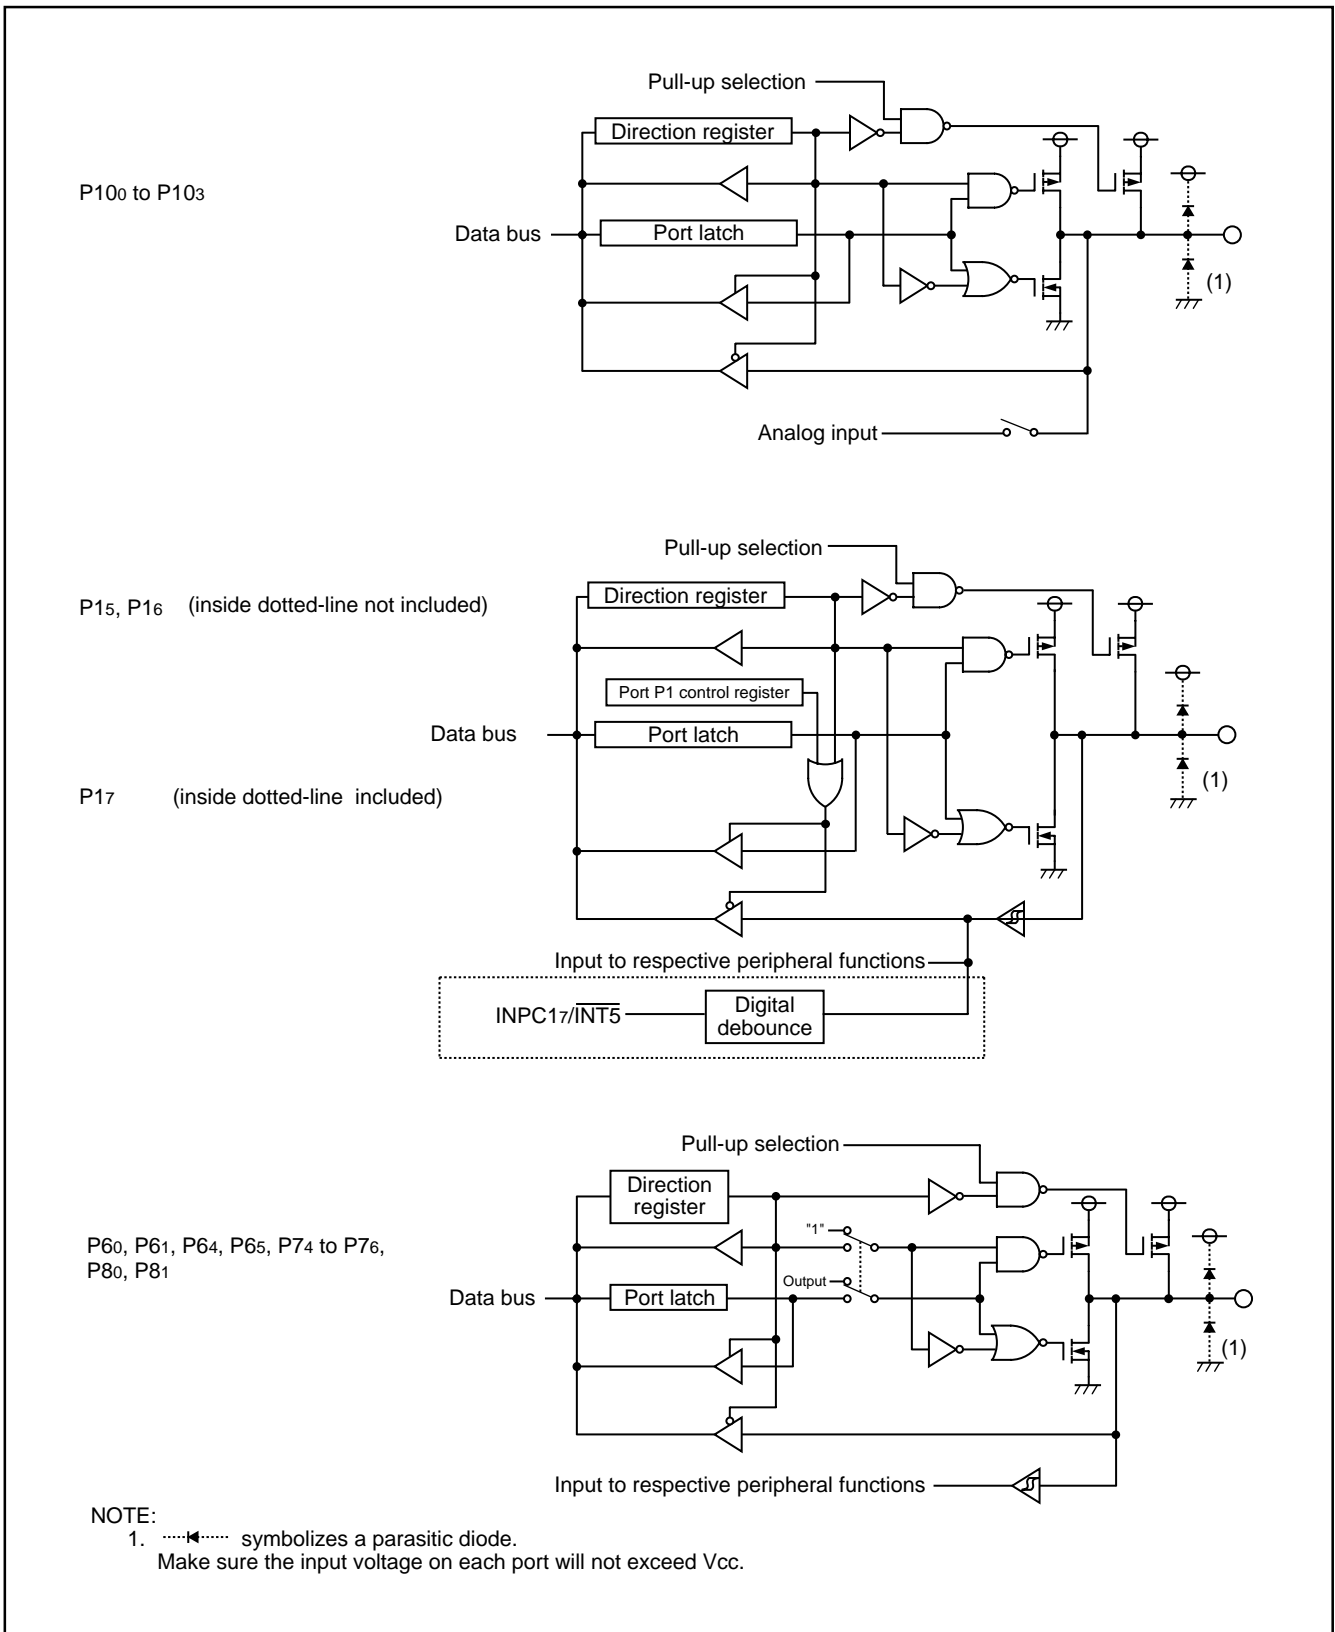 Pull-up selection
Direction register
P100 to P103
Data bus
Port latch
(1)
Analog input
Pull-up selection
P15, P16 (inside dotted-line not included)
Direction register
Port P1 control register
Data bus
Port latch
(1)
P17 (inside dotted-line included)
Input to respective peripheral functions
INPC17/INT5
Digital
debounce
Pull-up selection
Direction
register
"1"
P60, P61, P64, P65, P74 to P76,
P80, P81
Output
Data bus
Port latch
(1)
Input to respective peripheral functions
NOTE:
1. symbolizes a parasitic diode.
Make sure the input voltage on each port will not exceed Vcc.